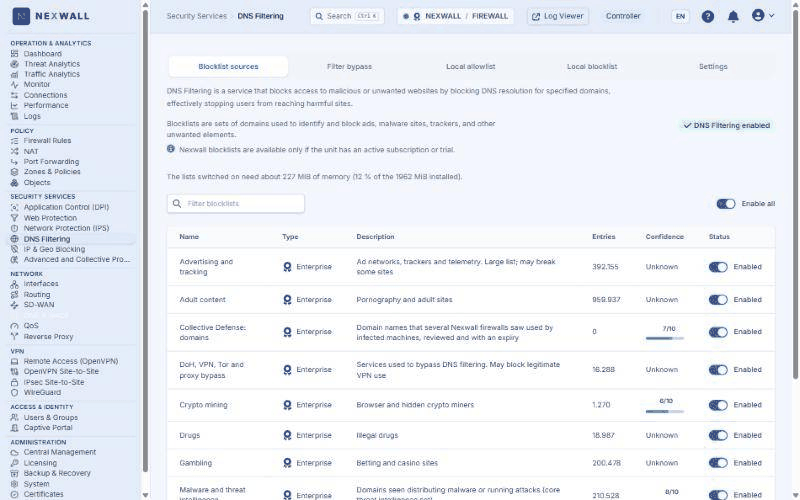 NEXWALL
Security Services DNS Filtering
Search Ctrl K
NEXWALL / FIREWALL
Log Viewer
Controller
EN
OPERATION & ANALYTICS
Dashboard
Threat Analytics
Traffic Analytics
Monitor
Connections
Performance
Logs
POLICY
Firewall Rules
NAT
Port Forwarding
Zones & Policies
Objects
SECURITY SERVICES
Application Control (DPI)
Web Protection
Network Protection (IPS)
DNS Filtering
IP & Geo Blocking
Advanced and Collective Pro...
NETWORK
Interfaces
Routing
SD-WAN
QoS
Reverse Proxy
VPN
Remote Access (OpenVPN)
OpenVPN Site-to-Site
IPsec Site-to-Site
WireGuard
ACCESS & IDENTITY
Users & Groups
Captive Portal
ADMINISTRATION
Central Management
Licensing
Backup & Recovery
System
Certificates
Blocklist sources
Filter bypass
Local allowlist
Local blocklist
Settings
DNS Filtering is a service that blocks access to malicious or unwanted websites by blocking DNS resolution for specified domains,
effectively stopping users from reaching harmful sites.
Blocklists are sets of domains used to identify and block ads, malware sites, trackers, and other
unwanted elements.
DNS Filtering enabled
Nexwall blocklists are available only if the unit has an active subscription or trial.
The lists switched on need about 227 MiB of memory (12 % of the 1962 MiB installed).
Filter blocklists
Enable all
Name Type Description Entries Confidence Status
Advertising and
tracking
Enterprise
Ad networks, trackers and telemetry. Large list; may break
some sites
392.155
Unknown
Enabled
Adult content
Enterprise
Pornography and adult sites
959.937
Unknown
Enabled
Collective Defense:
domains
Enterprise
Domain names that several Nexwall firewalls saw used by
infected machines, reviewed and with an expiry
0
7/10
Enabled
DoH, VPN, Tor and
proxy bypass
Enterprise
Services used to bypass DNS filtering. May block legitimate
VPN use
16.288
Unknown
Enabled
Crypto mining
Enterprise
Browser and hidden crypto miners
1.270
6/10
Enabled
Drugs
Enterprise
Illegal drugs
18.987
Unknown
Enabled
Gambling
Enterprise
Betting and casino sites
200.478
Unknown
Enabled
Malware and threat
intelligence
Enterprise
Domains seen distributing malware or running attacks (core
threat intelligence)
210.528
8/10
Enabled